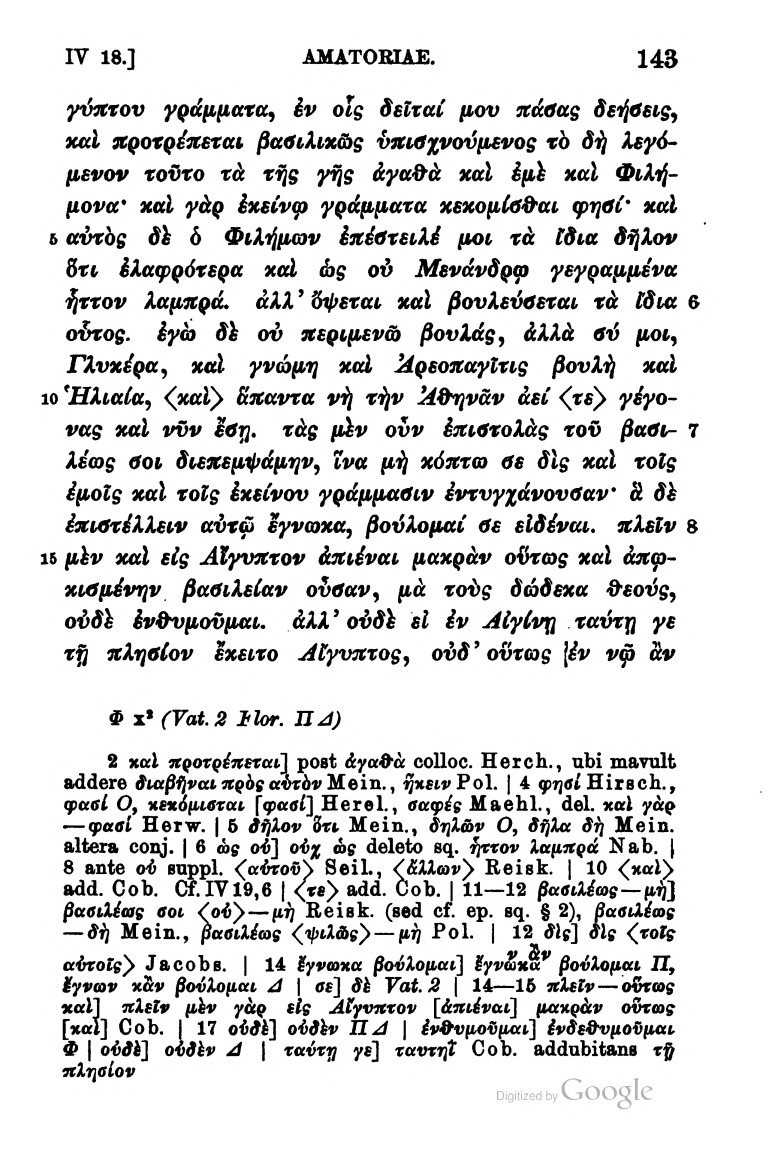 IV 18.] AMATORIAE. 143
γύπτου γράμματα, ἐν οἷς δεῖταί μου πάσας δεήσεις,
καὶ προτρέπεται βασιλικῶς ὑπισχνούμενος τὸ δὴ λεγό-
μενον τοῦτο τὰ τῆς γῆς ἀγαθὰ καὶ ἐμὲ καὶ Φιλή-
μονα· καὶ γὰρ ἐκείνῳ γράμματα κεκομίσθαι φησί· καὶ
5 αὐτὸς δὲ ὁ Φιλήμων ἐπέστειλέ μοι τὰ ἴδια δῆλον
ὅτι ἐλαφρότερα καὶ ὡς οὐ Μενάνδρῳ γεγραμμένα
ἧττον λαμπρά. ἀλλ' ὄψεται καὶ βουλεύσεται τὰ ἴδια 6
οὗτος. ἐγὼ δὲ οὐ περιμενῶ βουλάς, ἀλλὰ σύ μοι,
Γλυκέρα, καὶ γνώμη καὶ Ἀρεοπαγῖτις βουλὴ καὶ
10 Ἡλιαία, ⟨καὶ⟩ ἅπαντα νὴ τὴν Ἀθηνᾶν ἀεί ⟨τε⟩ γέγο-
νας καὶ νῦν ἔσῃ. τὰς μὲν οὖν ἐπιστολὰς τοῦ βασι- 7
λέως σοι διεπεμψάμην, ἵνα μὴ κόπτω σε δὶς καὶ τοῖς
ἐμοῖς καὶ τοῖς ἐκείνου γράμμασιν ἐντυγχάνουσαν· ἃ δὲ
ἐπιστέλλειν αὐτῷ ἔγνωκα, βούλομαί σε εἰδέναι. πλεῖν 8
15 μὲν καὶ εἰς Αἴγυπτον ἀπιέναι μακρὰν οὕτως καὶ ἀπῳ-
κισμένην βασιλείαν οὖσαν, μὰ τοὺς δώδεκα θεούς,
οὐδὲ ἐνθυμοῦμαι. ἀλλ' οὐδὲ εἰ ἐν Αἰγίνῃ ταύτῃ γε
τῇ πλησίον ἔκειτο Αἴγυπτος, οὐδ' οὕτως ἐν νῷ ἂν
Φ x² (Vat. 2 Flor. Π Δ)
2 καὶ προτρέπεται] post ἀγαθὰ colloc. Herch., ubi mavult
addere διαβῆναι πρὸς αὐτὸν Mein., ἥκειν Pol. | 4 φησί Hirsch.,
φασί O, κεκόμισται [φασί] Herel., σαφές Maehl., del. καὶ γὰρ
—φασί Herw. | 5 δῆλον ὅτι Mein., δηλῶν O, δῆλα δὴ Mein.
altera conj. | 6 ὡς οὐ] οὐχ ὡς deleto sq. ἧττον λαμπρά Nab. |
8 ante οὐ suppl. ⟨αὐτοῦ⟩ Seil., ⟨ἄλλων⟩ Reisk. | 10 ⟨καὶ⟩
add. Cob. Cf. IV 19,6 | ⟨τε⟩ add. Cob. | 11—12 βασιλέως—μὴ]
βασιλέως σοι ⟨οὐ⟩—μὴ Reisk. (sed cf. ep. sq. § 2), βασιλέως
—δὴ Mein., βασιλέως ⟨ψιλῶς⟩—μὴ Pol. | 12 δὶς] δὶς ⟨τοῖς
αὐτοῖς⟩ Jacobs. | 14 ἔγνωκα βούλομαι] ἔγνωκα βούλομαι Π,
ἔγνων κἂν βούλομαι Δ | σε] δὲ Vat. 2 | 14—15 πλεῖν—οὕτως
καὶ] πλεῖν μὲν γὰρ εἰς Αἴγυπτον [ἀπιέναι] μακρὰν οὕτως
[καὶ] Cob. | 17 οὐδὲ] οὐδὲν Π Δ | ἐνθυμοῦμαι] ἐνδεθυμοῦμαι
Φ | οὐδὲ] οὐδὲν Δ | ταύτῃ γε] ταυτηῒ Cob. addubitans τῇ
πλησίον
Digitized by Google